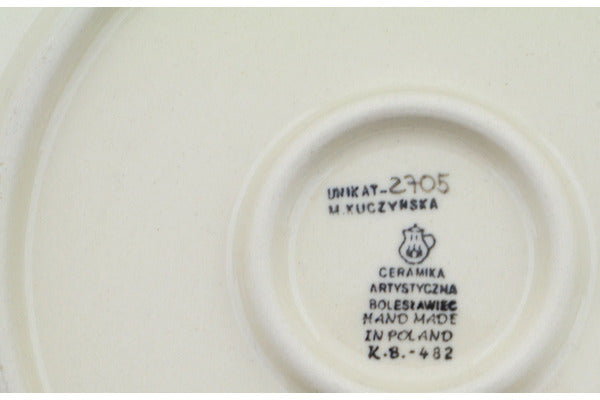 UNIKAT-2705
M.KUCZYŃSKA
CERAMIKA
ARTYSTYCZNA
BOLESŁAWIEC
HAND MADE
IN POLAND
K.B.-482